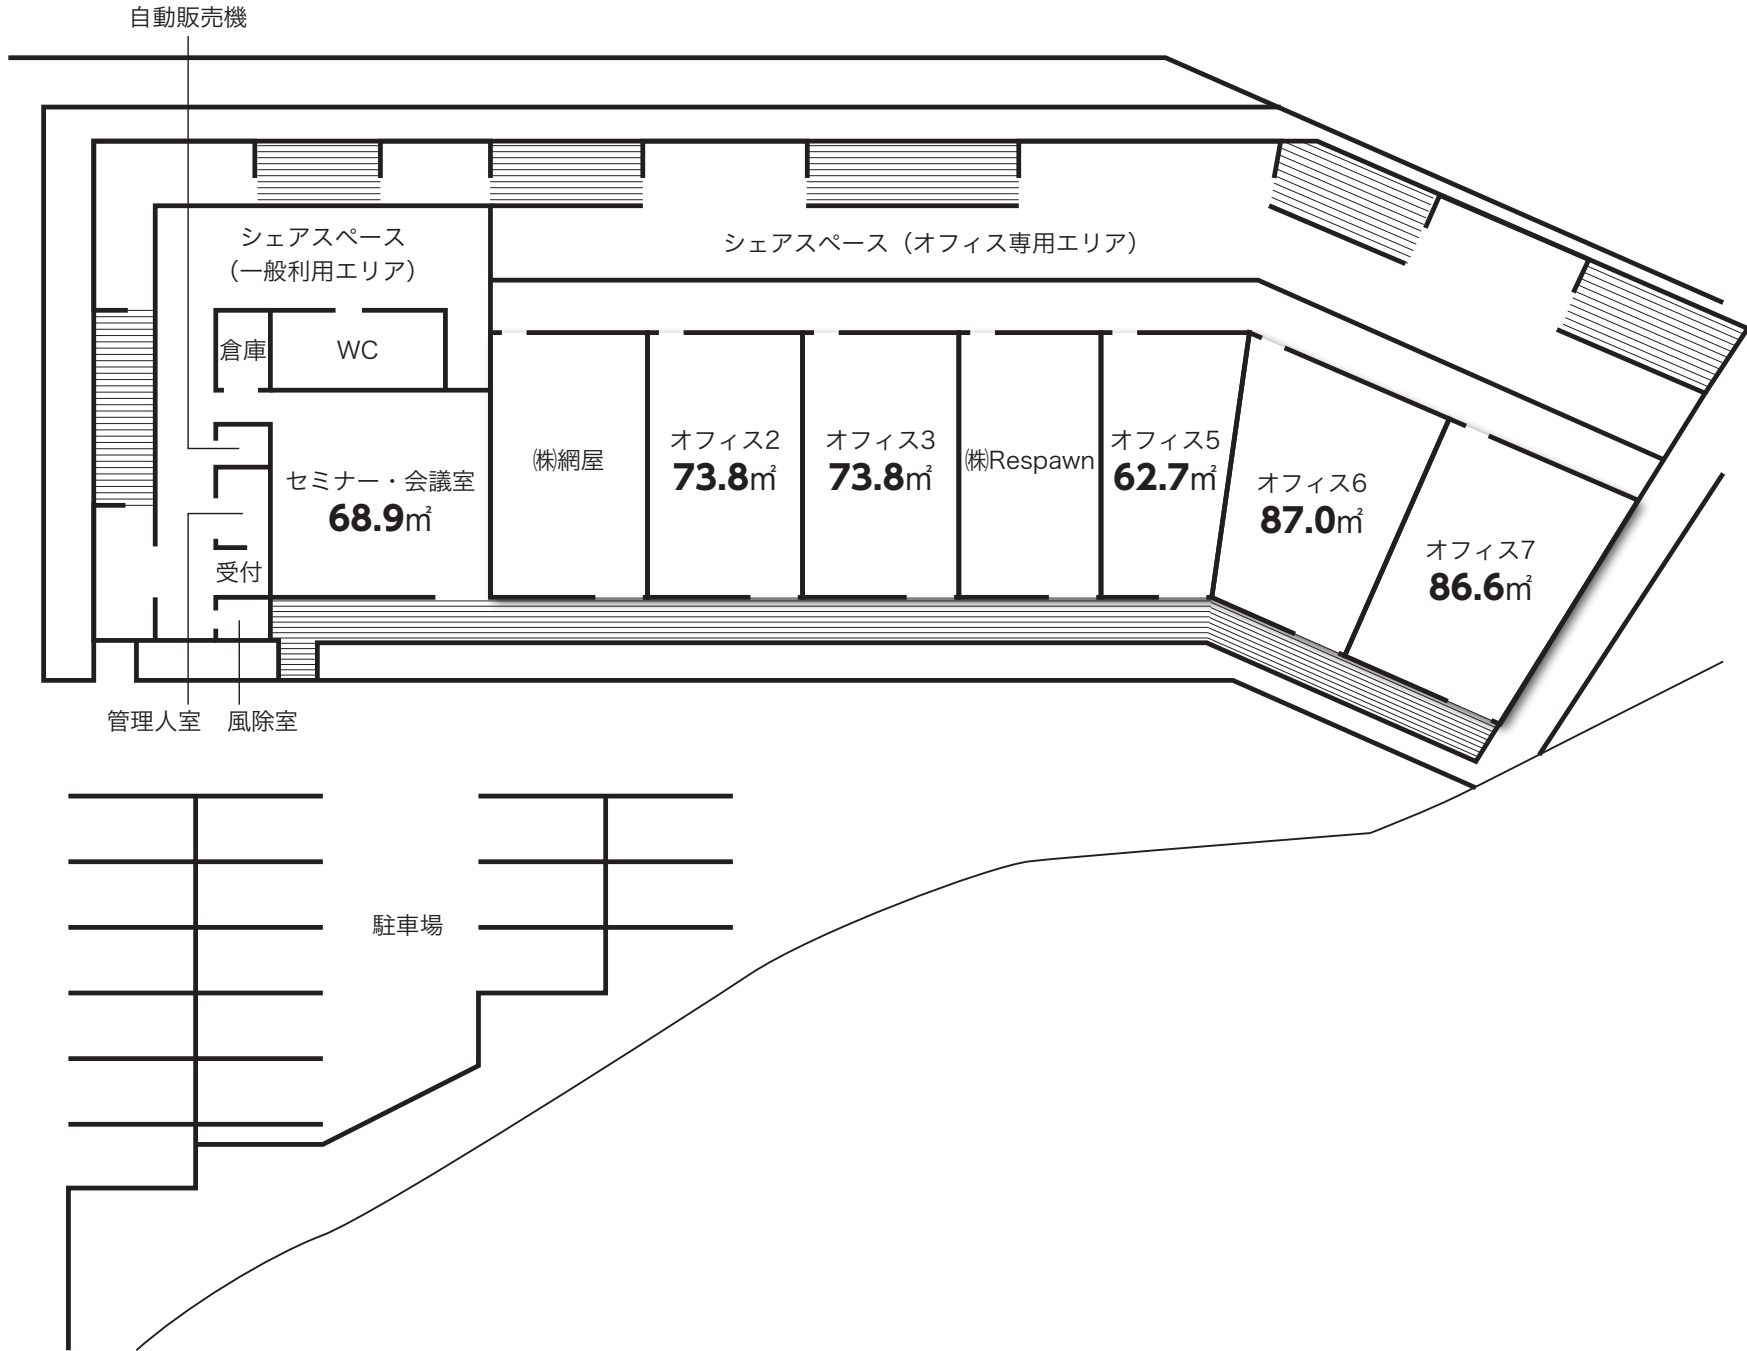 自動販売機
シェアスペース
（一般利用エリア）
シェアスペース（オフィス専用エリア）
倉庫
WC
セミナー・会議室
68.9㎡
㈱網屋
オフィス2
73.8㎡
オフィス3
73.8㎡
㈱Respawn
オフィス5
62.7㎡
オフィス6
87.0㎡
オフィス7
86.6㎡
受付
管理人室
風除室
駐車場